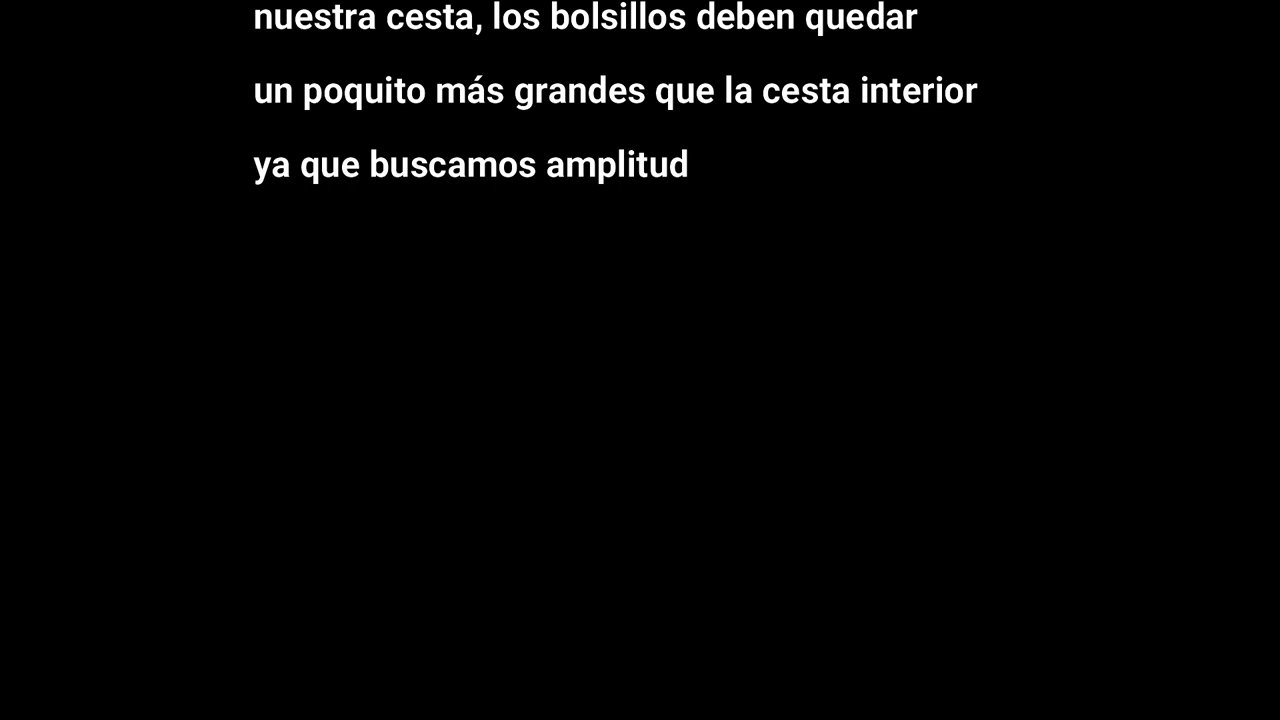 nuestra cesta, los bolsillos deben quedar
un poquito más grandes que la cesta interior
ya que buscamos amplitud